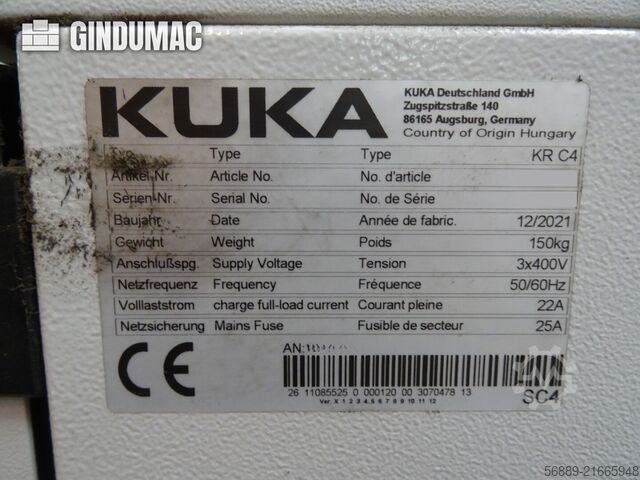 GINDUMAC
KUKA
KUKA Deutschland GmbH
Zugspitzstraße 140
86165 Augsburg, Germany
Country of Origin Hungary
Typ Type Type KR C4
Artikel-Nr. Article No. No. d'article
Serien-Nr. Serial No. No. de Série
Baujahr Date Année de fabric. 12/2021
Gewicht Weight Poids 150kg
Anschlußspg. Supply Voltage Tension 3x400V
Netzfrequenz Frequency Fréquence 50/60Hz
Volllaststrom charge full-load current Courant pleine 22A
Netzsicherung Mains Fuse Fusible de secteur 25A
CE
AN:
26 11085525 0 000120 00 3070478 13
Ver. X 1 2 3 4 5 6 7 8 9 10 11 12
SC4
56889-21665948